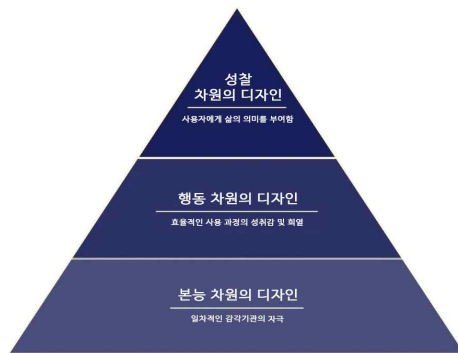 성찰
차원의 디자인
사용자에게 삶의 의미를 부여함
행동 차원의 디자인
효율적인 사용 과정의 성취감 및 희열
본능 차원의 디자인
일차적인 감각기관의 자극